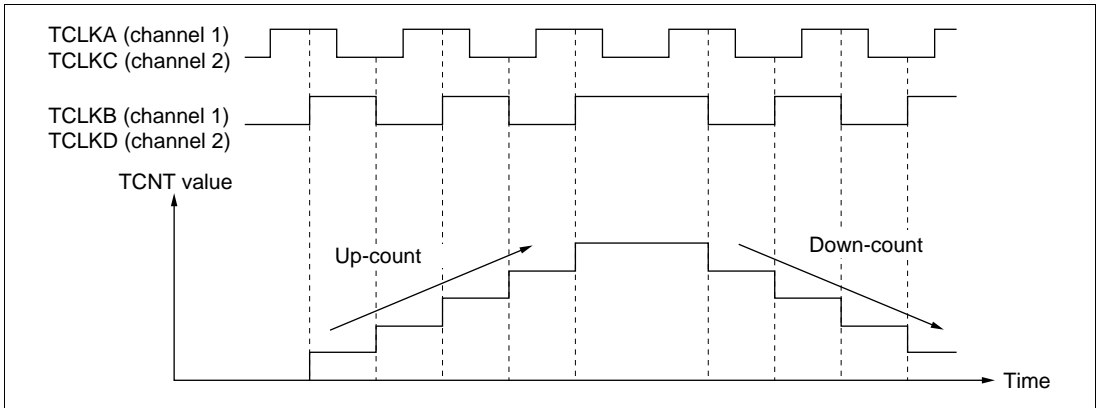 TCLKA (channel 1)
TCLKC (channel 2)
TCLKB (channel 1)
TCLKD (channel 2)
TCNT value
Up-count
Down-count
Time